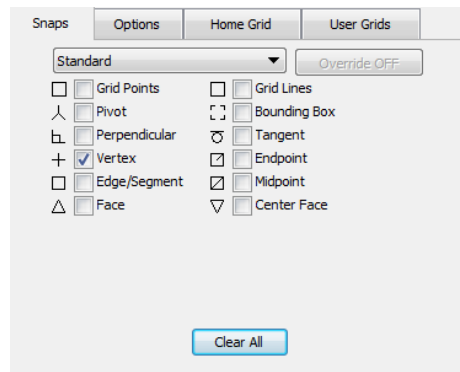 Snaps Options Home Grid User Grids
Standard Override OFF
Grid Points Grid Lines
Pivot Bounding Box
Perpendicular Tangent
Vertex Endpoint
Edge/Segment Midpoint
Face Center Face
Clear All